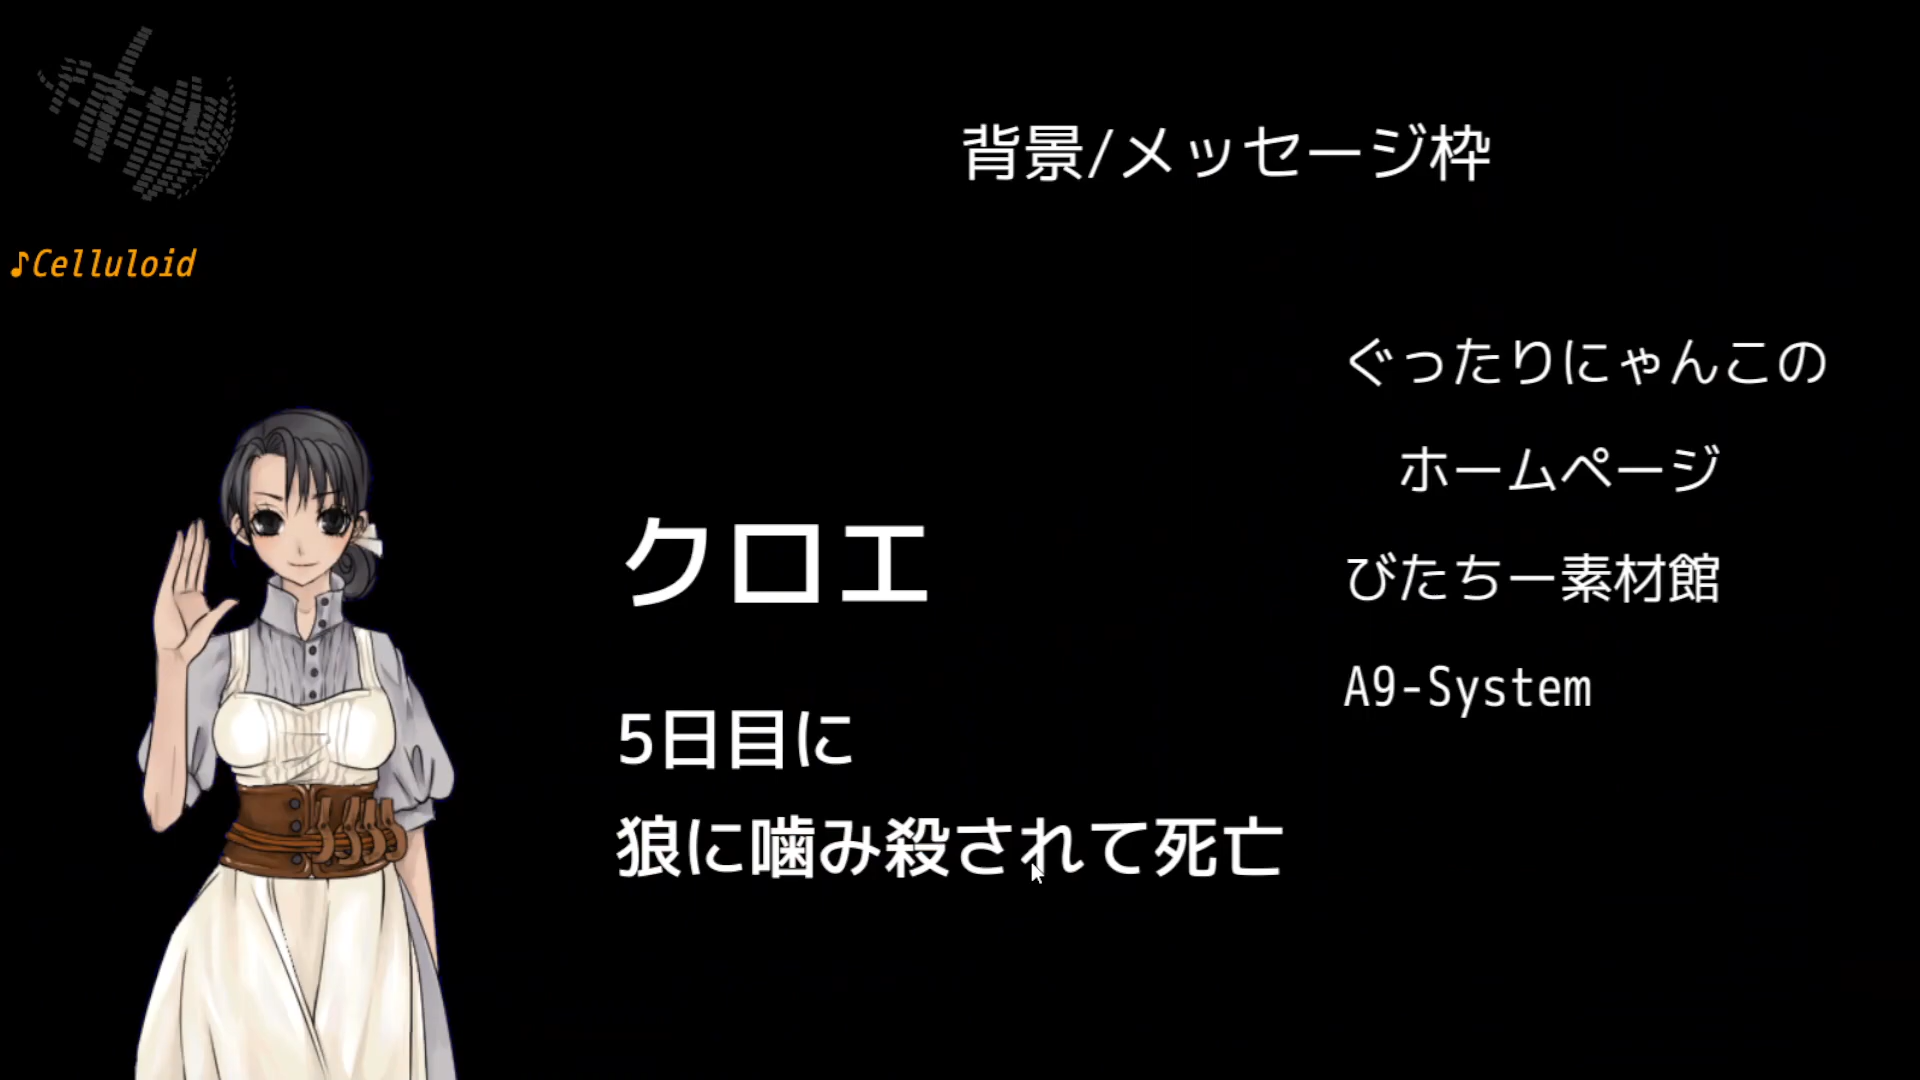 背景/メッセージ枠
♪Celluloid
ぐったりにゃんこの
ホームページ
びたちー素材館
A9-System
クロエ
5日目に
狼に噛み殺されて死亡